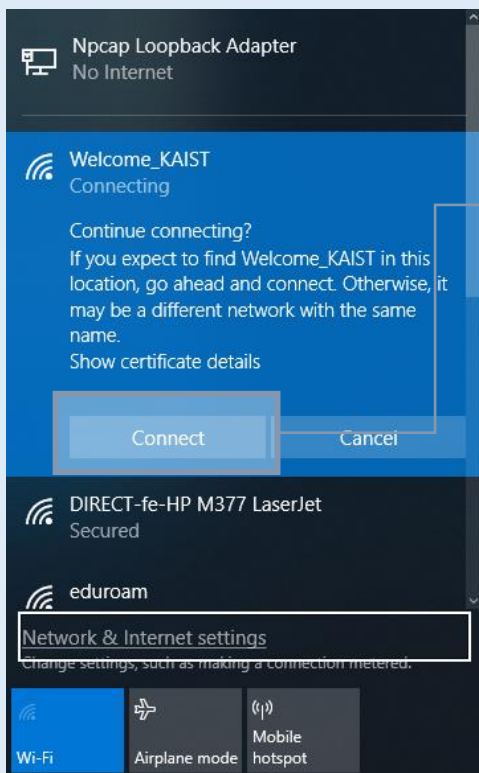 Npcap Loopback Adapter
No Internet
Welcome_KAIST
Connecting
Continue connecting?
If you expect to find Welcome_KAIST in this
location, go ahead and connect. Otherwise, it
may be a different network with the same
name.
Show certificate details
Connect
Cancel
DIRECT-fe-HP M377 LaserJet
Secured
eduroam
Network & Internet settings
Change settings, such as making a connection metered.
Wi-Fi
Airplane mode
Mobile
hotspot